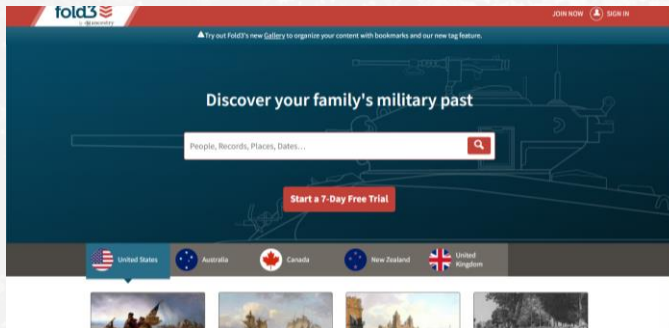 fold3
by ancestry
JOIN NOW SIGN IN
Try out Fold3's new Gallery to organize your content with bookmarks and our new tag feature.
Discover your family's military past
People, Records, Places, Dates...
Start a 7-Day Free Trial
United States
Australia
Canada
New Zealand
United
Kingdom